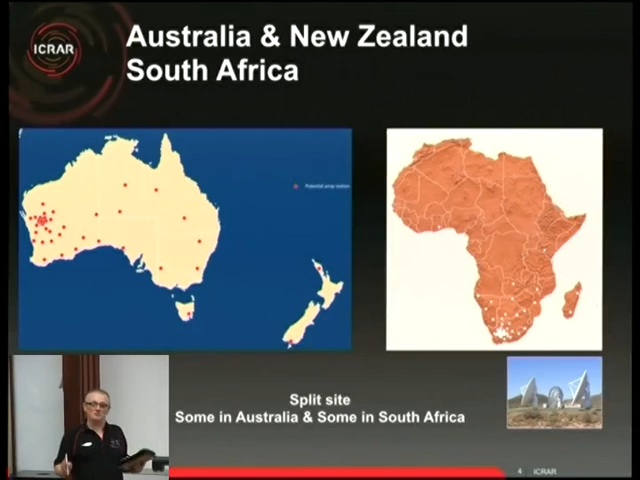 ICRAR
Australia & New Zealand
South Africa
Potential array station
Split site
Some in Australia & Some in South Africa
4 ICRAR